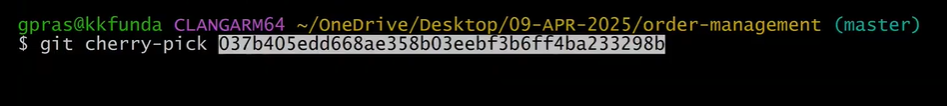 gpras@kkfunda CLANGARM64 ~/OneDrive/Desktop/09-APR-2025/order-management (master)
$ git cherry-pick 037b405edd668ae358b03eebf3b6ff4ba233298b